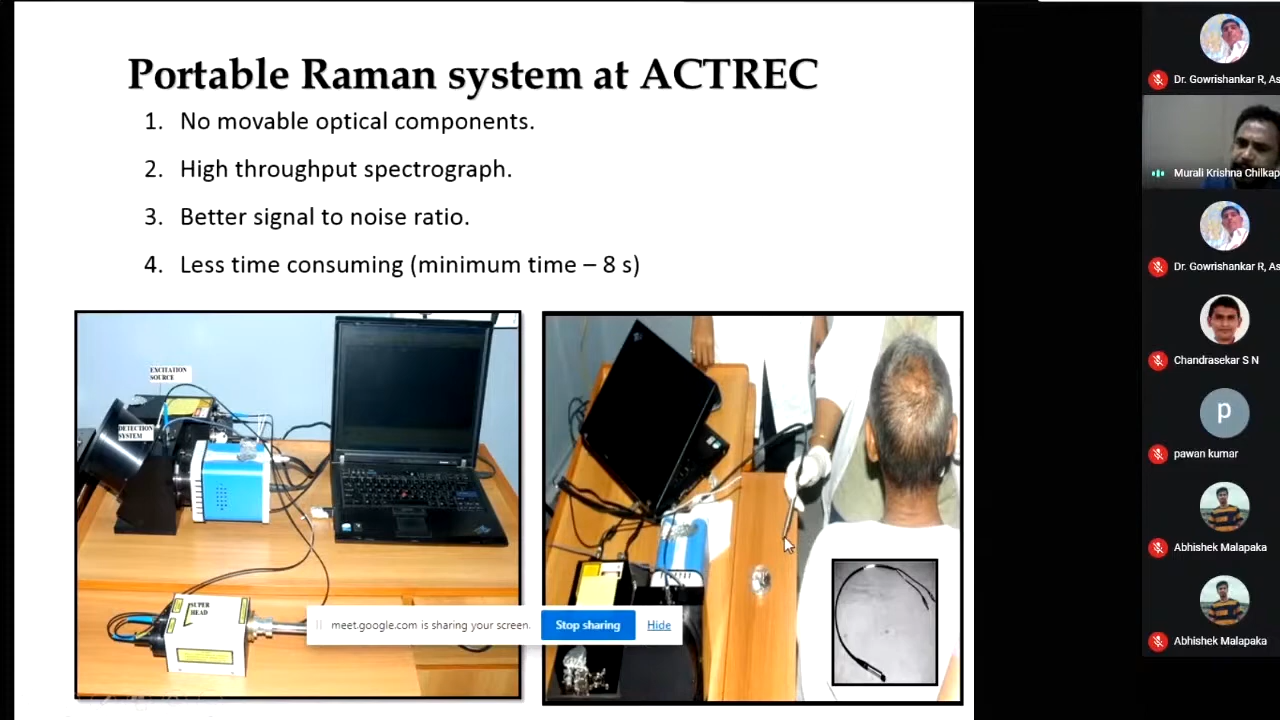 Portable Raman system at ACTREC
1. No movable optical components.
2. High throughput spectrograph.
3. Better signal to noise ratio.
4. Less time consuming (minimum time – 8 s)
EXCITATION
SOURCE
DETECTION
SYSTEM
SUPER
HEAD
meet.google.com is sharing your screen.
Stop sharing
Hide
Dr. Gowrishankar R, As
Murali Krishna Chilkap
Dr. Gowrishankar R, As
Chandrasekar S N
p
pawan kumar
Abhishek Malapaka
Abhishek Malapaka